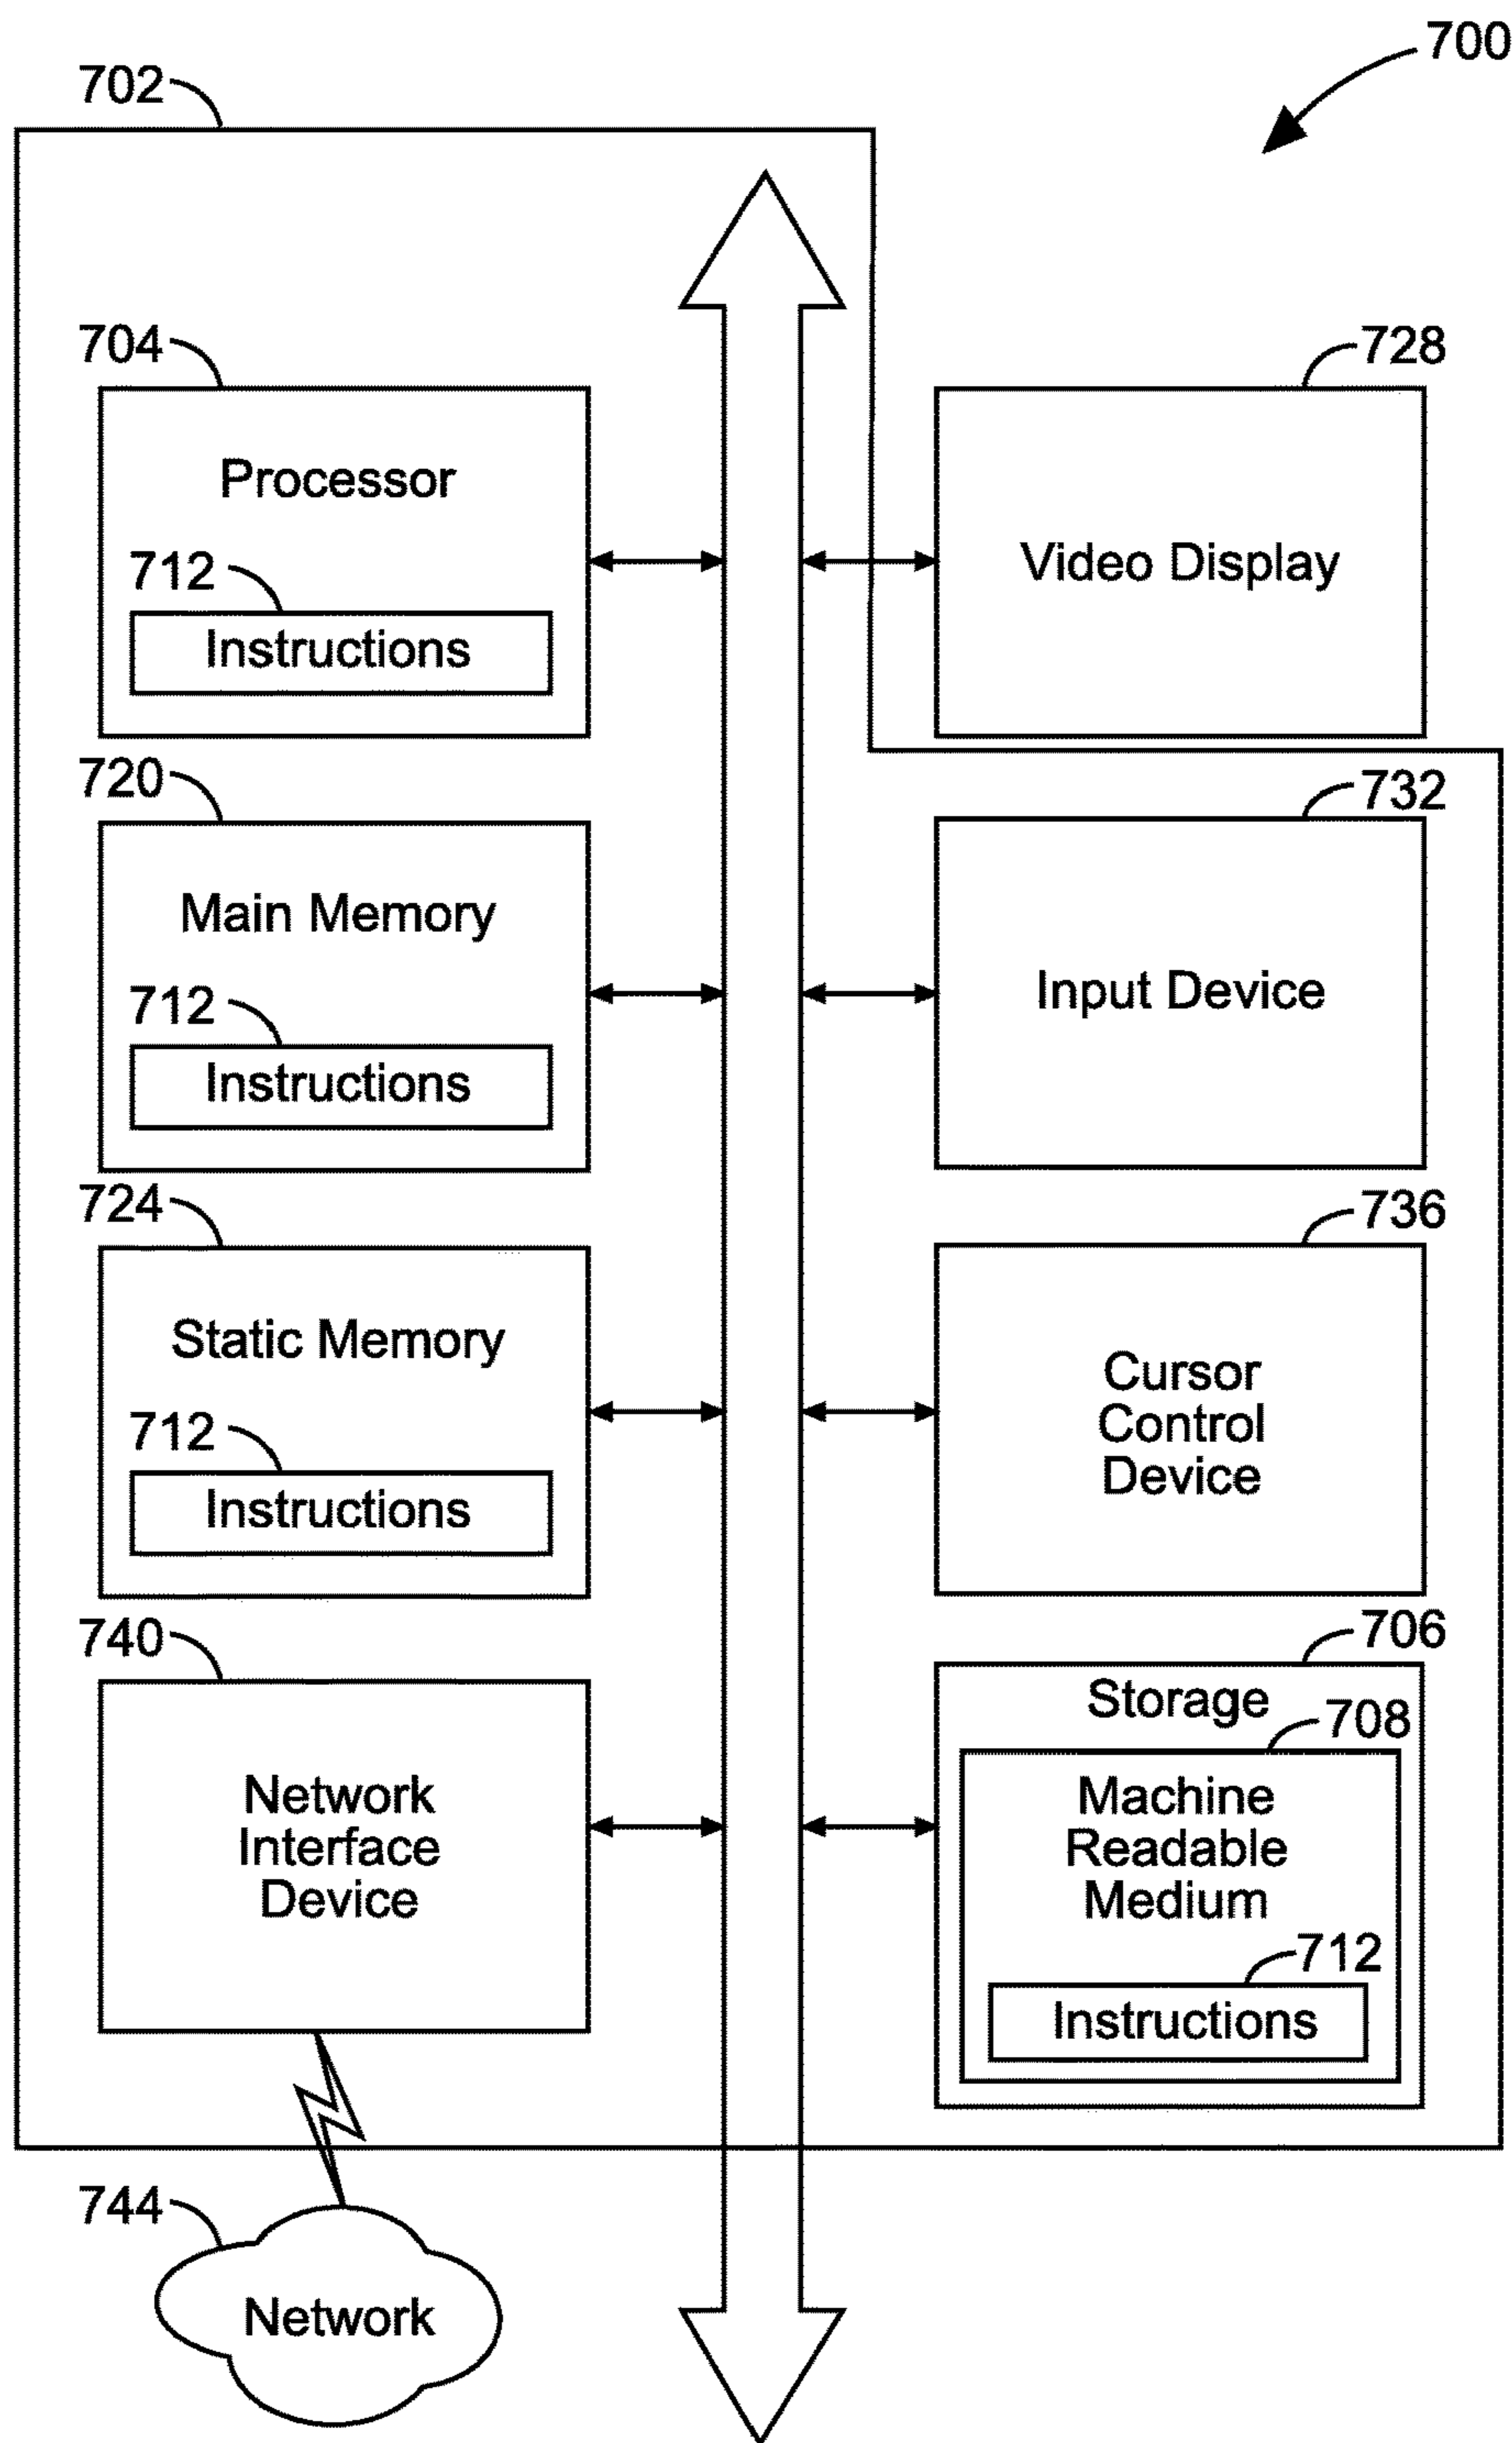 700
702
704
Processor
712
Instructions
728
Video Display
720
Main Memory
712
Instructions
732
Input Device
724
Static Memory
712
Instructions
736
Cursor
Control
Device
740
Network
Interface
Device
706
Storage
708
Machine
Readable
Medium
712
Instructions
744
Network